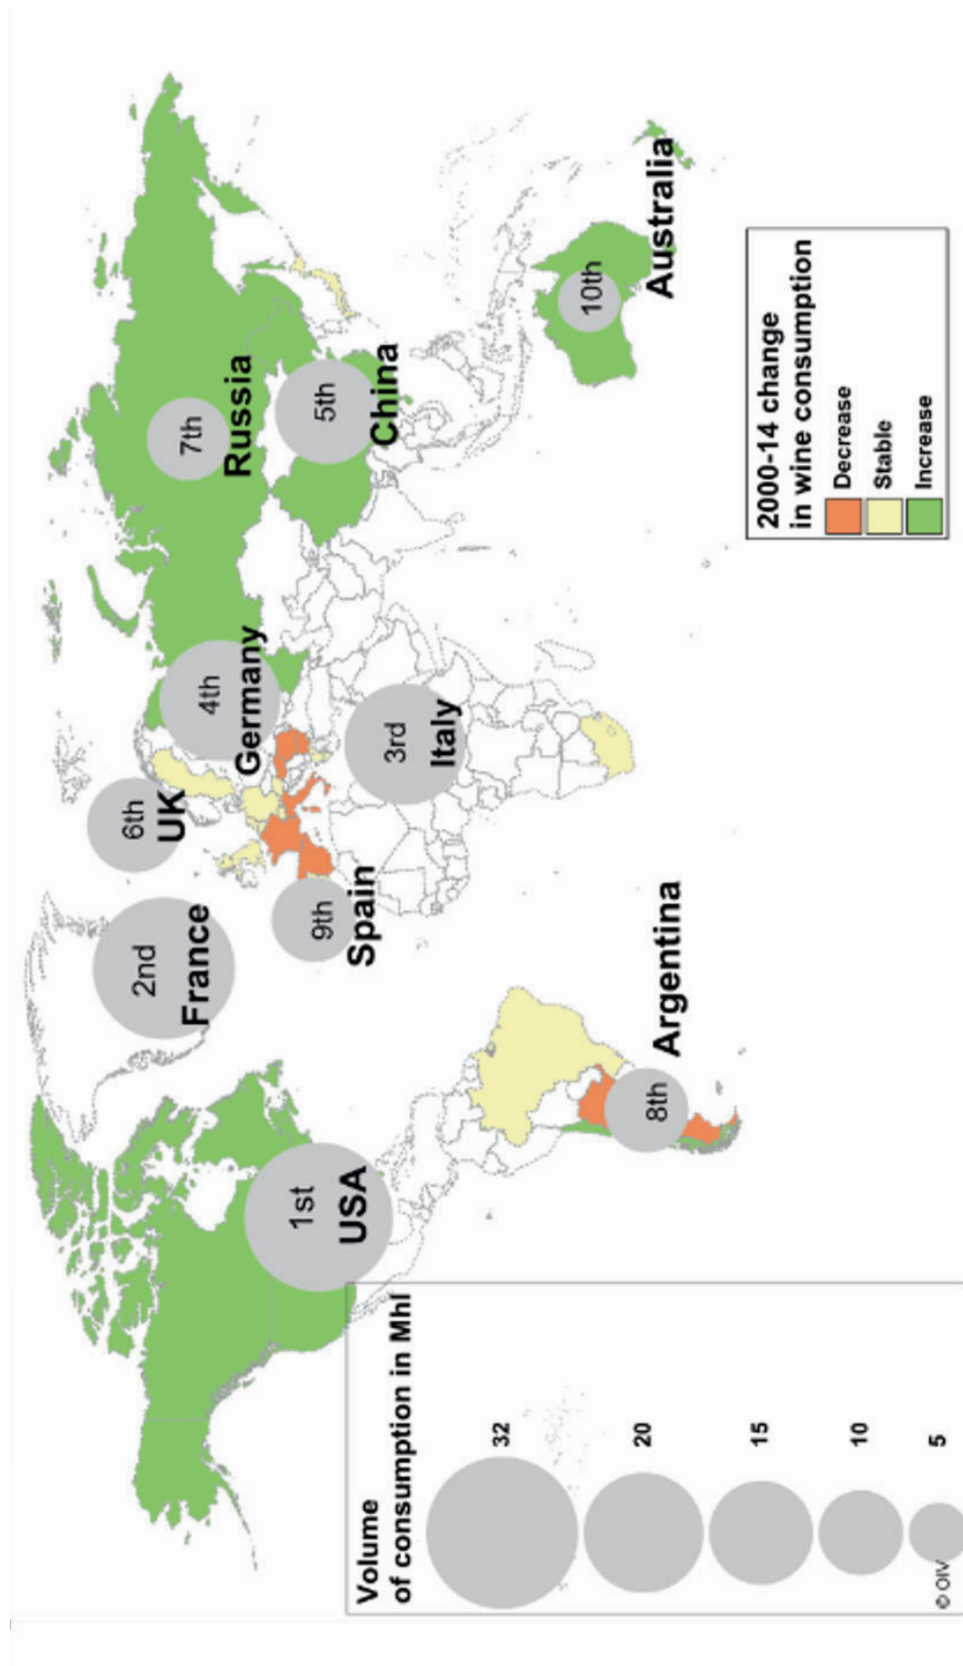 7th
Russia
4th
Germany
6th
UK
2nd
France
5th
China
9th
Spain
3rd
Italy
1st
USA
10th
Australia
8th
Argentina
2000-14 change
in wine consumption
Decrease
Stable
Increase
Volume
of consumption in Mhl
32
20
15
10
5
© OIV